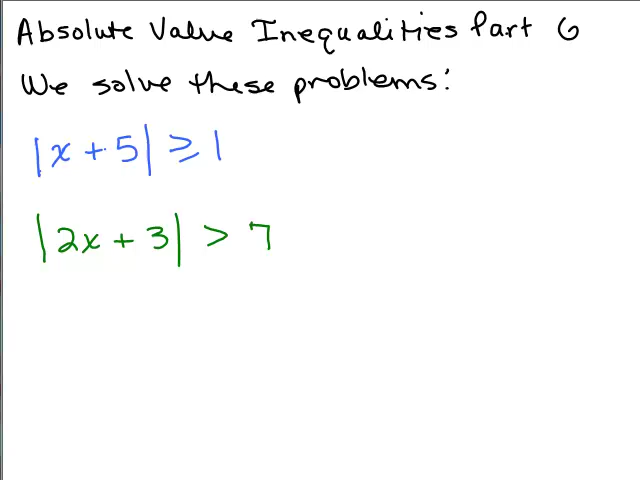 Absolute Value Inequalities Part 6
We solve these problems:
|x + 5| ≥ 1
|2x + 3| > 7